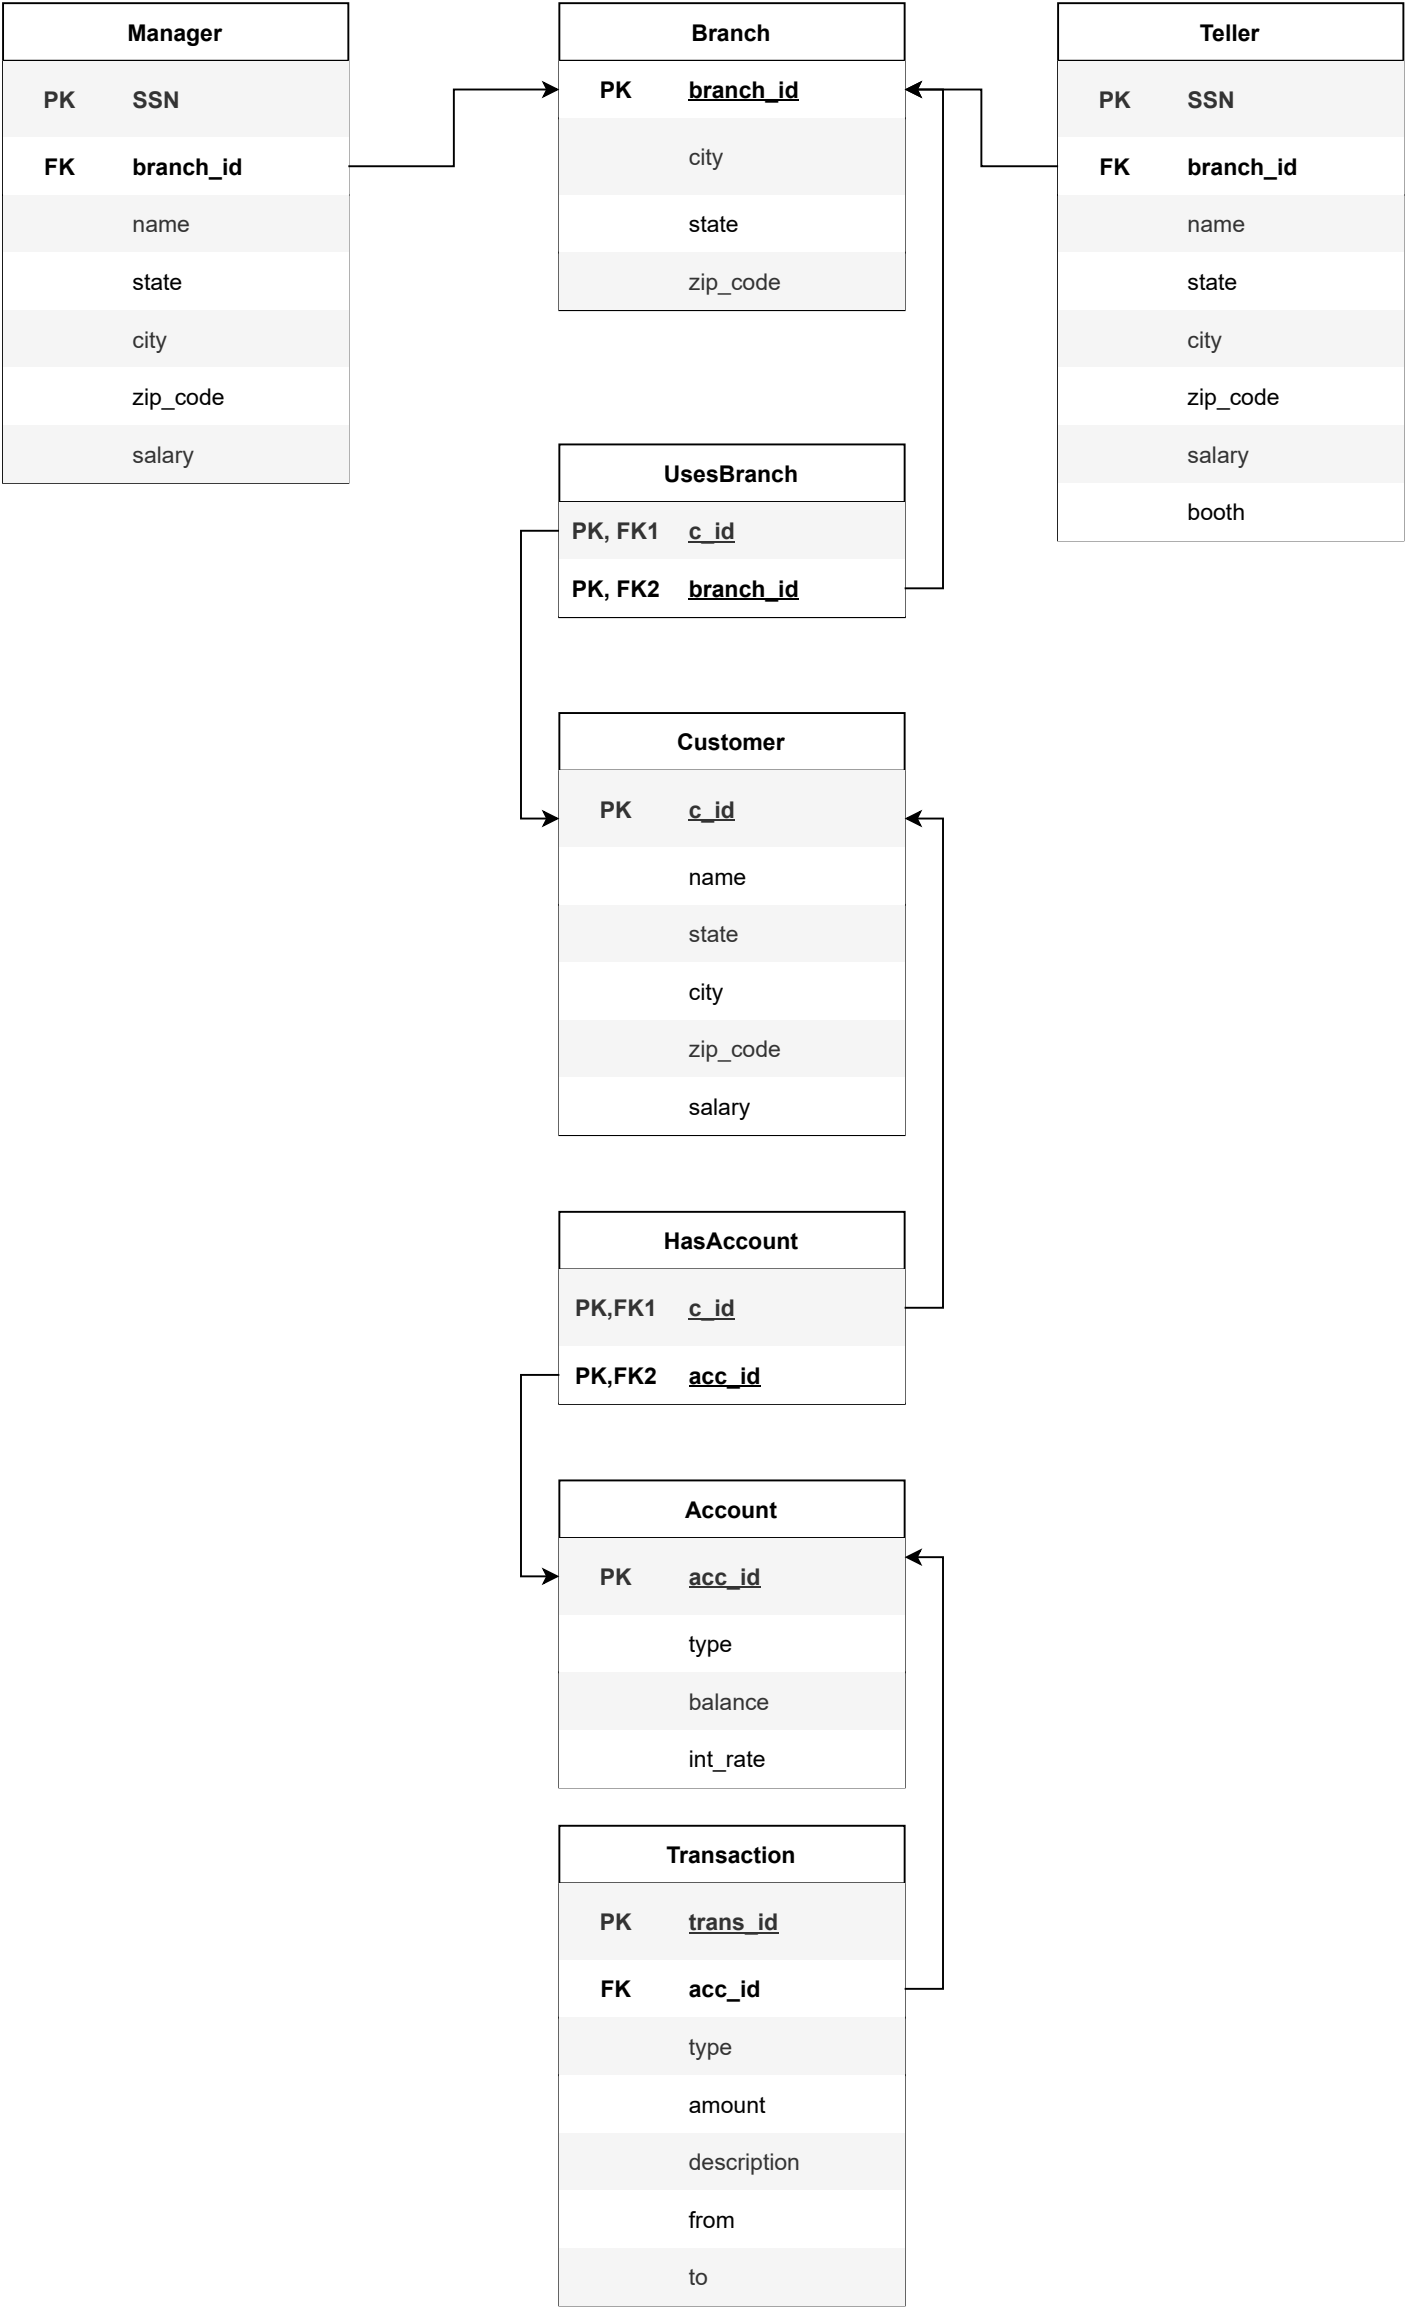 Manager
PK SSN
FK branch_id
name
state
city
zip_code
salary
Branch
PK branch_id
city
state
zip_code
Teller
PK SSN
FK branch_id
name
state
city
zip_code
salary
booth
UsesBranch
PK, FK1 c_id
PK, FK2 branch_id
Customer
PK c_id
name
state
city
zip_code
salary
HasAccount
PK,FK1 c_id
PK,FK2 acc_id
Account
PK acc_id
type
balance
int_rate
Transaction
PK trans_id
FK acc_id
type
amount
description
from
to